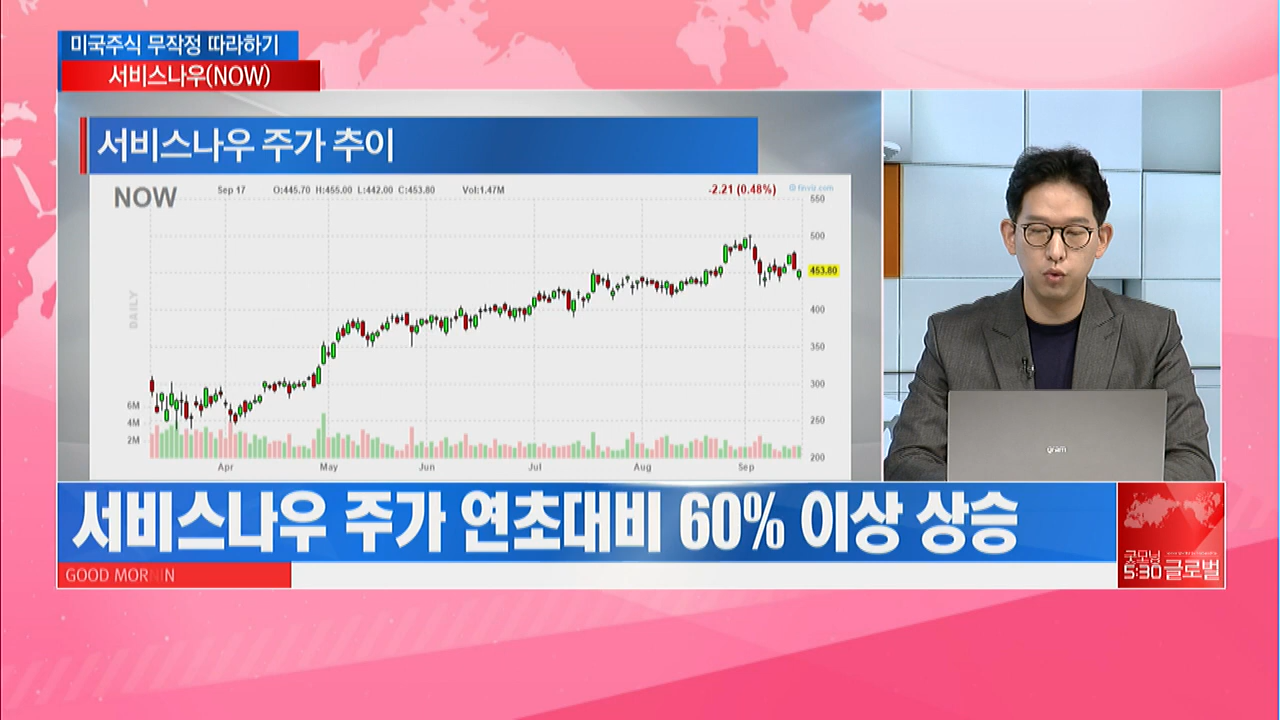 미국주식 무작정 따라하기
서비스나우(NOW)
서비스나우 주가 추이
NOW
Sep 17 O:445.70 H:455.00 L:442.00 C:453.80 Vol:1.47M
-2.21 (0.48%)
© finviz.com
DAILY
550
500
453.80
400
350
300
250
200
6M
4M
2M
Apr May Jun Jul Aug Sep
gram
서비스나우 주가 연초대비 60% 이상 상승
GOOD MORNIN
굿모닝
5:30 글로벌